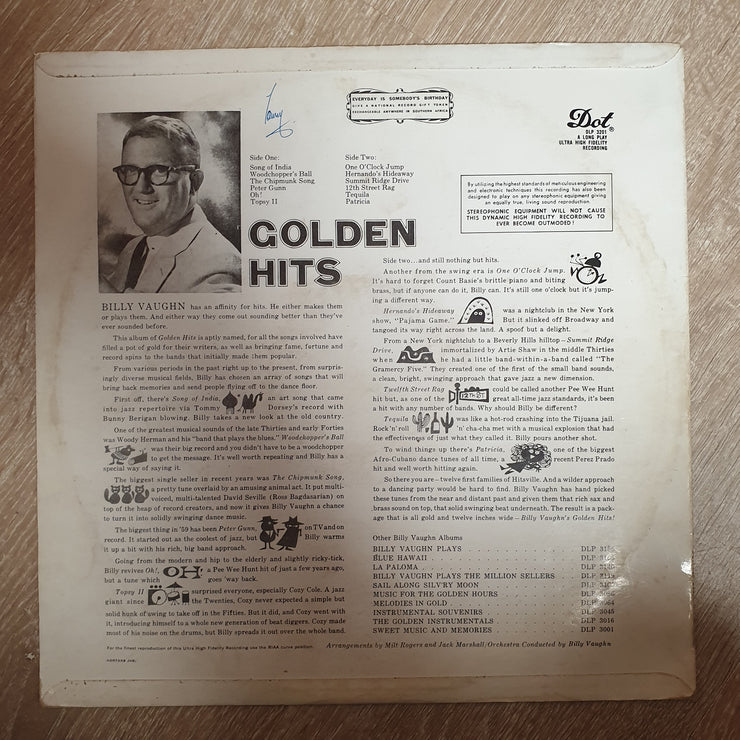 Fanny
EVERYDAY IS SOMEBODY'S BIRTHDAY
GIVE A NATIONAL RECORD GIFT TOKEN
EXCHANGEABLE ANYWHERE IN SOUTHERN AFRICA
Dot®
DLP 3201
A LONG PLAY
ULTRA HIGH FIDELITY
RECORDING
Side One:
Song of India
Woodchopper's Ball
The Chipmunk Song
Peter Gunn
Oh!
Topsy II
Side Two:
One O'Clock Jump
Hernando's Hideaway
Summit Ridge Drive
12th Street Rag
Tequila
Patricia
By utilizing the highest standards of meticulous engineering
and electronic techniques this recording has also been
designed to play on any stereophonic equipment giving
an equally true, living sound reproduction.
STEREOPHONIC EQUIPMENT WILL NOT CAUSE
THIS DYNAMIC HIGH FIDELITY RECORDING TO
EVER BECOME OUTMODED!
GOLDEN
HITS
BILLY VAUGHN has an affinity for hits. He either makes them
or plays them. And either way they come out sounding better than they've
ever sounded before.
This album of Golden Hits is aptly named, for all the songs involved have
filled a pot of gold for their writers, as well as bringing fame, fortune and
record spins to the bands that initially made them popular.
From various periods in the past right up to the present, from surpris-
ingly diverse musical fields, Billy has chosen an array of songs that will
bring back memories and send people flying off to the dance floor.
First off, there's Song of India, an art song that came
into jazz repertoire via Tommy Dorsey's record with
Bunny Berigan blowing. Billy takes a new look at the old country.
One of the greatest musical sounds of the late Thirties and early Forties
was Woody Herman and his "band that plays the blues." Woodchopper's Ball
was their big record and you didn't have to be a woodchopper
to get the message. It's well worth repeating and Billy has a
special way of saying it.
The biggest single seller in recent years was The Chipmunk Song,
a pretty tune overlaid by an amusing animal act. It put multi-
voiced, multi-talented David Seville (Ross Bagdasarian) on
top of the heap of record creators, and now it gives Billy Vaughn a chance
to turn it into solidly swinging dance music.
The biggest thing in '59 has been Peter Gunn, on TV and on
record. It started out as the coolest of jazz, but Billy warms
it up a bit with his rich, big band approach.
Going from the modern and hip to the elderly and slightly ricky-tick,
Billy revives Oh!, OH! a Pee Wee Hunt hit of just a few years ago,
but a tune which goes 'way back.
Topsy II surprised everyone, especially Cozy Cole. A jazz
giant since the Twenties, Cozy never expected a simple but
solid hunk of swing to take off in the Fifties. But it did, and Cozy went with
it, introducing himself to a whole new generation of beat diggers. Cozy made
most of his noise on the drums, but Billy spreads it out over the whole band.
For the finest reproduction of this Ultra High Fidelity Recording use the RIAA curve position.
Side two...and still nothing but hits.
Another from the swing era is One O'Clock Jump.
It's hard to forget Count Basie's brittle piano and biting
brass, but if anyone can do it, Billy can. It's still one o'clock but it's jump-
ing a different way.
Hernando's Hideaway was a nightclub in the New York
show, "Pajama Game." But it slinked off Broadway and
tangoed its way right across the land. A spoof but a delight.
From a New York nightclub to a Beverly Hills hilltop – Summit Ridge
Drive, immortalized by Artie Shaw in the middle Thirties
when he had a little band-within-a-band called "The
Gramercy Five." They created one of the first of the small band sounds,
a clean, bright, swinging approach that gave jazz a new dimension.
Twelfth Street Rag 12TH ST could be called another Pee Wee Hunt
hit but, as one of the great all-time jazz standards, it's been
a hit with any number of bands. Why should Billy be different?
Tequila was like a hot-rod crashing into the Tijuana jail.
Rock 'n' roll 'n cha-cha met with a musical explosion that had
the effectiveness of just what they called it. Billy pours another shot.
To wind things up there's Patricia, one of the biggest
Afro-Cubano dance tunes of all time, a recent Perez Prado
hit and well worth hitting again.
So there you are – twelve first families of Hitsville. And a wilder approach
to a dancing party would be hard to find. Billy Vaughn has hand picked
these tunes from the near and distant past and given them that rich sax and
brass sound on top, that solid swinging beat underneath. The result is a pack-
age that is all gold and twelve inches wide – Billy Vaughn's Golden Hits!
Other Billy Vaughn Albums
BILLY VAUGHN PLAYS DLP
BLUE HAWAII DLP
LA PALOMA DLP
BILLY VAUGHN PLAYS THE MILLION SELLERS DLP
SAIL ALONG SILV'RY MOON DLP
MUSIC FOR THE GOLDEN HOURS DLP
MELODIES IN GOLD DLP
INSTRUMENTAL SOUVENIRS DLP 3045
THE GOLDEN INSTRUMENTALS DLP 3016
SWEET MUSIC AND MEMORIES DLP 3001
Arrangements by Milt Rogers and Jack Marshall/Orchestra Conducted by Billy Vaughn